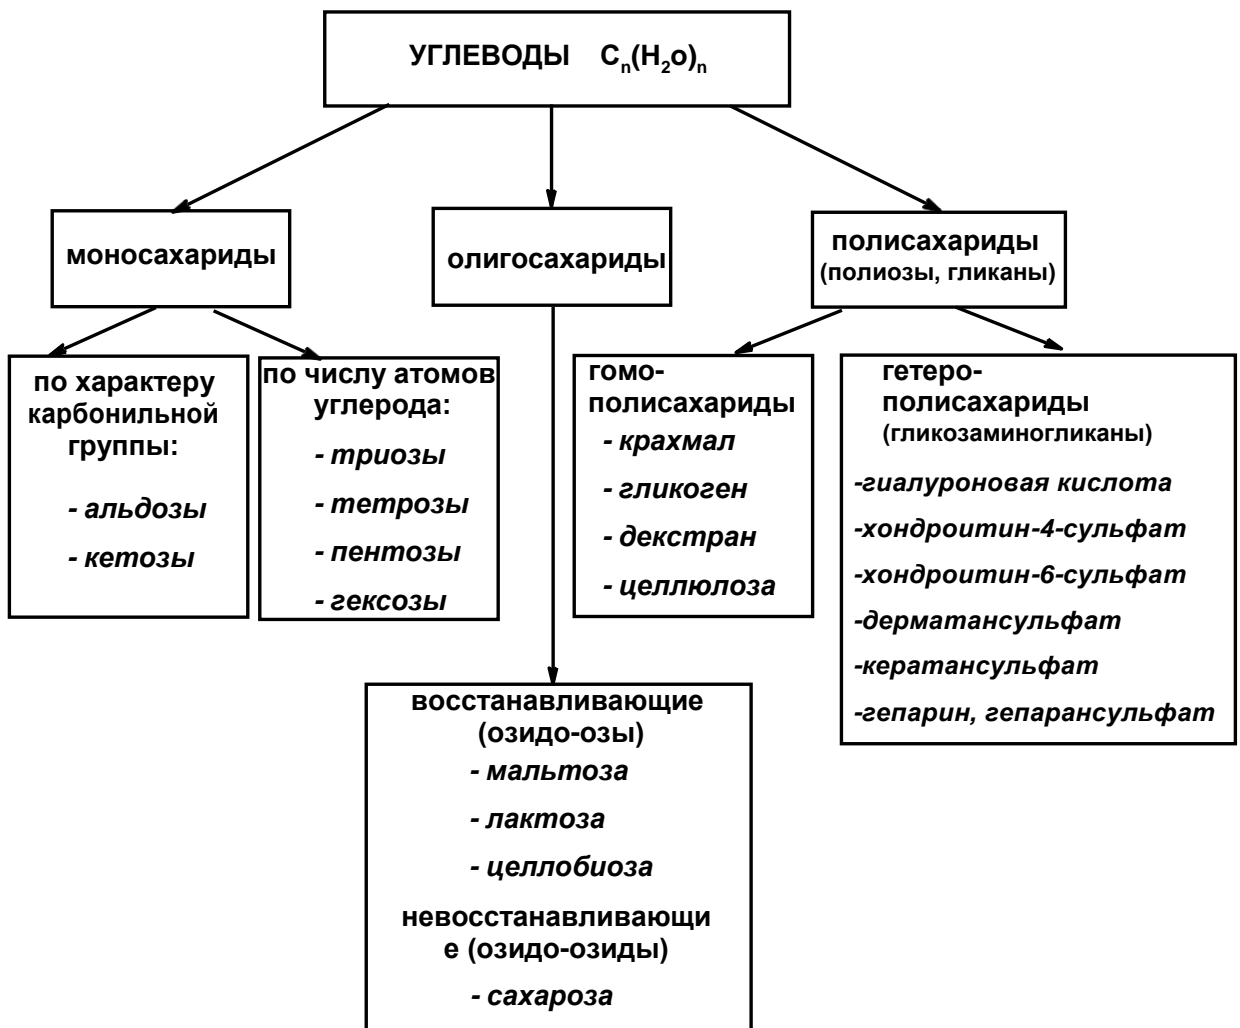 УГЛЕВОДЫ Cn(H2o)n
моносахариды
олигосахариды
полисахариды
(полиозы, гликаны)
по характеру
карбонильной
группы:
- альдозы
- кетозы
по числу атомов
углерода:
- триозы
- тетрозы
- пентозы
- гексозы
гомо-
полисахариды
- крахмал
- гликоген
- декстран
- целлюлоза
гетеро-
полисахариды
(гликозаминогликаны)
-гиалуроновая кислота
-хондроитин-4-сульфат
-хондроитин-6-сульфат
-дерматансульфат
-кератансульфат
-гепарин, гепарансульфат
восстанавливающие
(озидо-озы)
- мальтоза
- лактоза
- целлобиоза
невосстанавливающи
е (озидо-озиды)
- сахароза